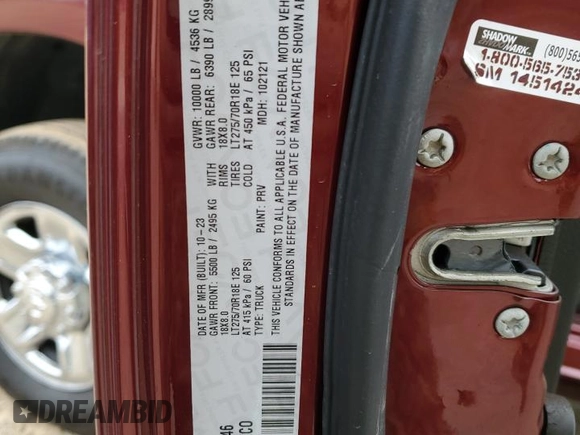 DATE OF MFR (BUILT): 10-23
GVWR: 10000 LB / 4536 KG
GAWR FRONT: 5500 LB / 2495 KG
WITH
GAWR REAR: 6390 LB /
18X8.0
RIMS
18X8.0
LT275/70R18E 125
TIRES
LT275/70R18E 125
AT 415 kPa / 60 PSI
COLD
AT 450 kPa / 65 PSI
TYPE: TRUCK
PAINT: PRV
MDH: 102121
THIS VEHICLE CONFORMS TO ALL APPLICABLE U.S.A. FEDERAL MOTOR
STANDARDS IN EFFECT ON THE DATE OF MANUFACTURE SHOWN
46
CO
SHADOW
MARK
(800)565
1-800-565-753
SM 1451424
DREAMBID